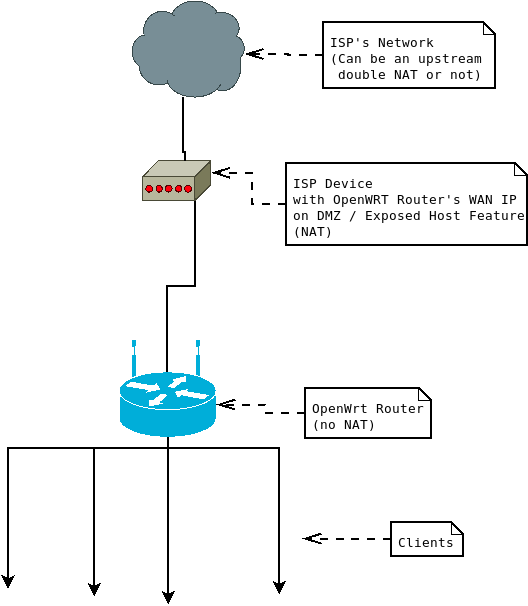 ISP's Network
(Can be an upstream
double NAT or not)
ISP Device
with OpenWRT Router's WAN IP
on DMZ / Exposed Host Feature
(NAT)
OpenWrt Router
(no NAT)
Clients